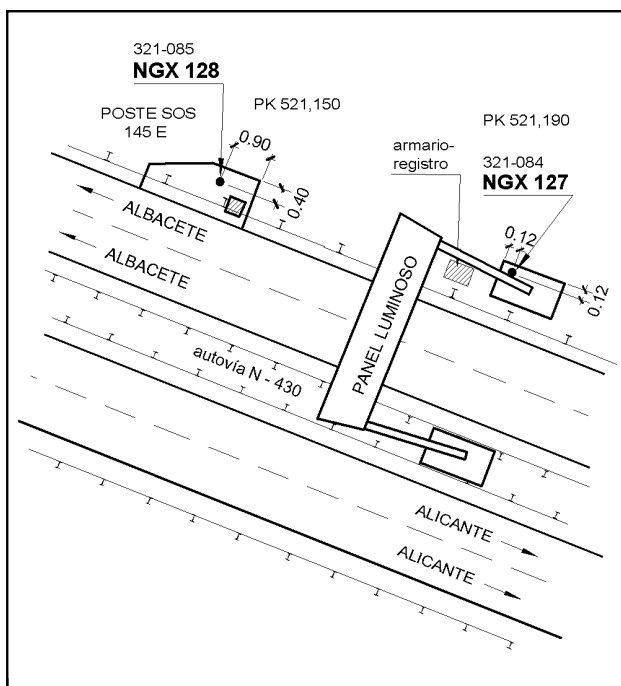 321-085
NGX 128
POSTE SOS
145 E
PK 521,150
0.90
0.40
PK 521,190
armario-
registro
321-084
NGX 127
0.12
0.12
ALBACETE
ALBACETE
PANEL LUMINOSO
autovía N - 430
ALICANTE
ALICANTE